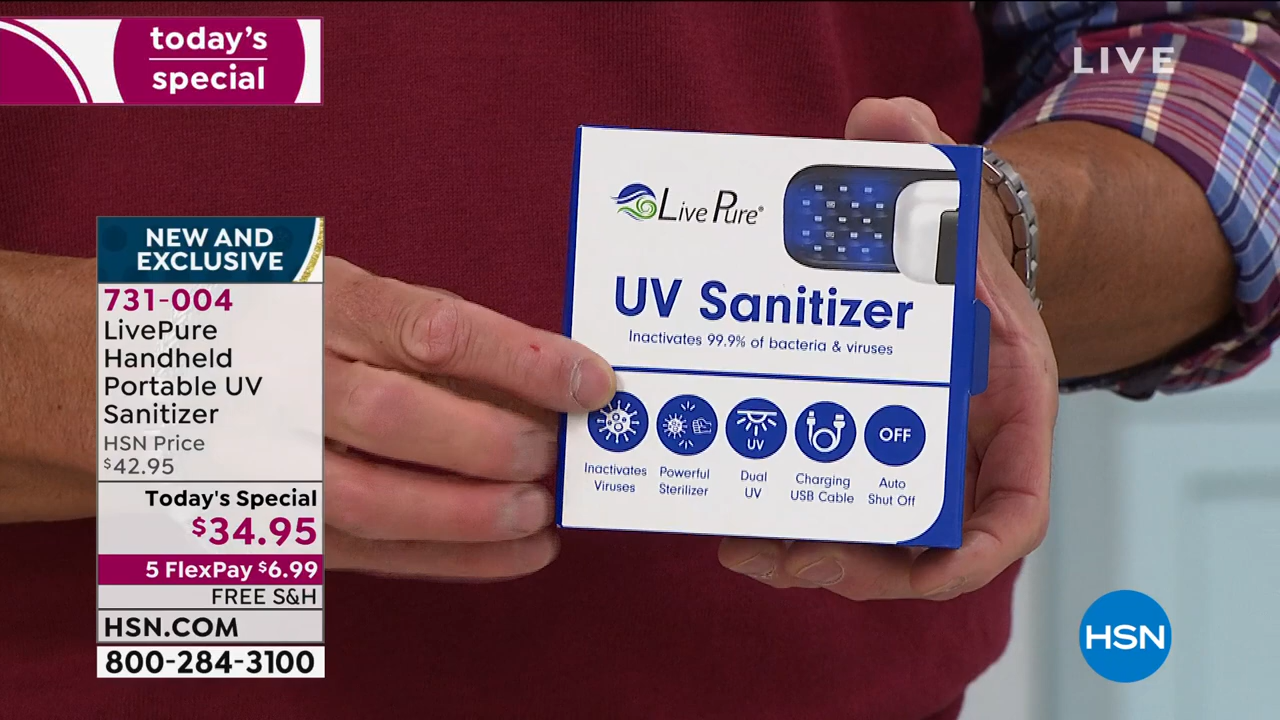 today's
special
LIVE
NEW AND
EXCLUSIVE
731-004
LivePure
Handheld
Portable UV
Sanitizer
HSN Price
$42.95
Today's Special
$34.95
5 FlexPay $6.99
FREE S&H
HSN.COM
800-284-3100
Live Pure®
UV Sanitizer
Inactivates 99.9% of bacteria & viruses
UV
OFF
Inactivates
Viruses
Powerful
Sterilizer
Dual
UV
Charging
USB Cable
Auto
Shut Off
HSN